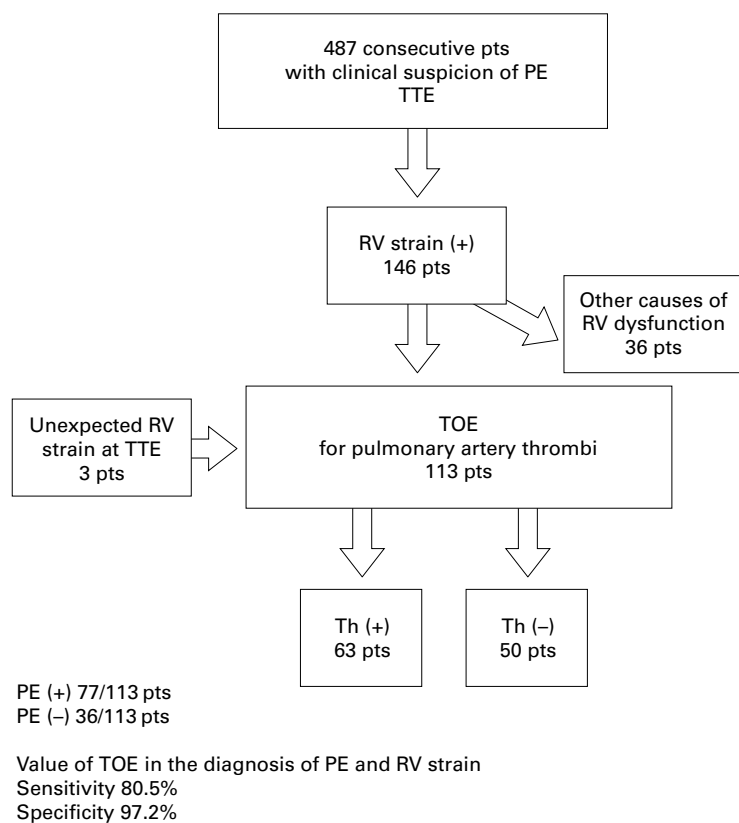 487 consecutive pts
with clinical suspicion of PE
TTE
RV strain (+)
146 pts
Other causes of
RV dysfunction
36 pts
Unexpected RV
strain at TTE
3 pts
TOE
for pulmonary artery thrombi
113 pts
Th (+)
63 pts
Th (–)
50 pts
PE (+) 77/113 pts
PE (–) 36/113 pts
Value of TOE in the diagnosis of PE and RV strain
Sensitivity 80.5%
Specificity 97.2%